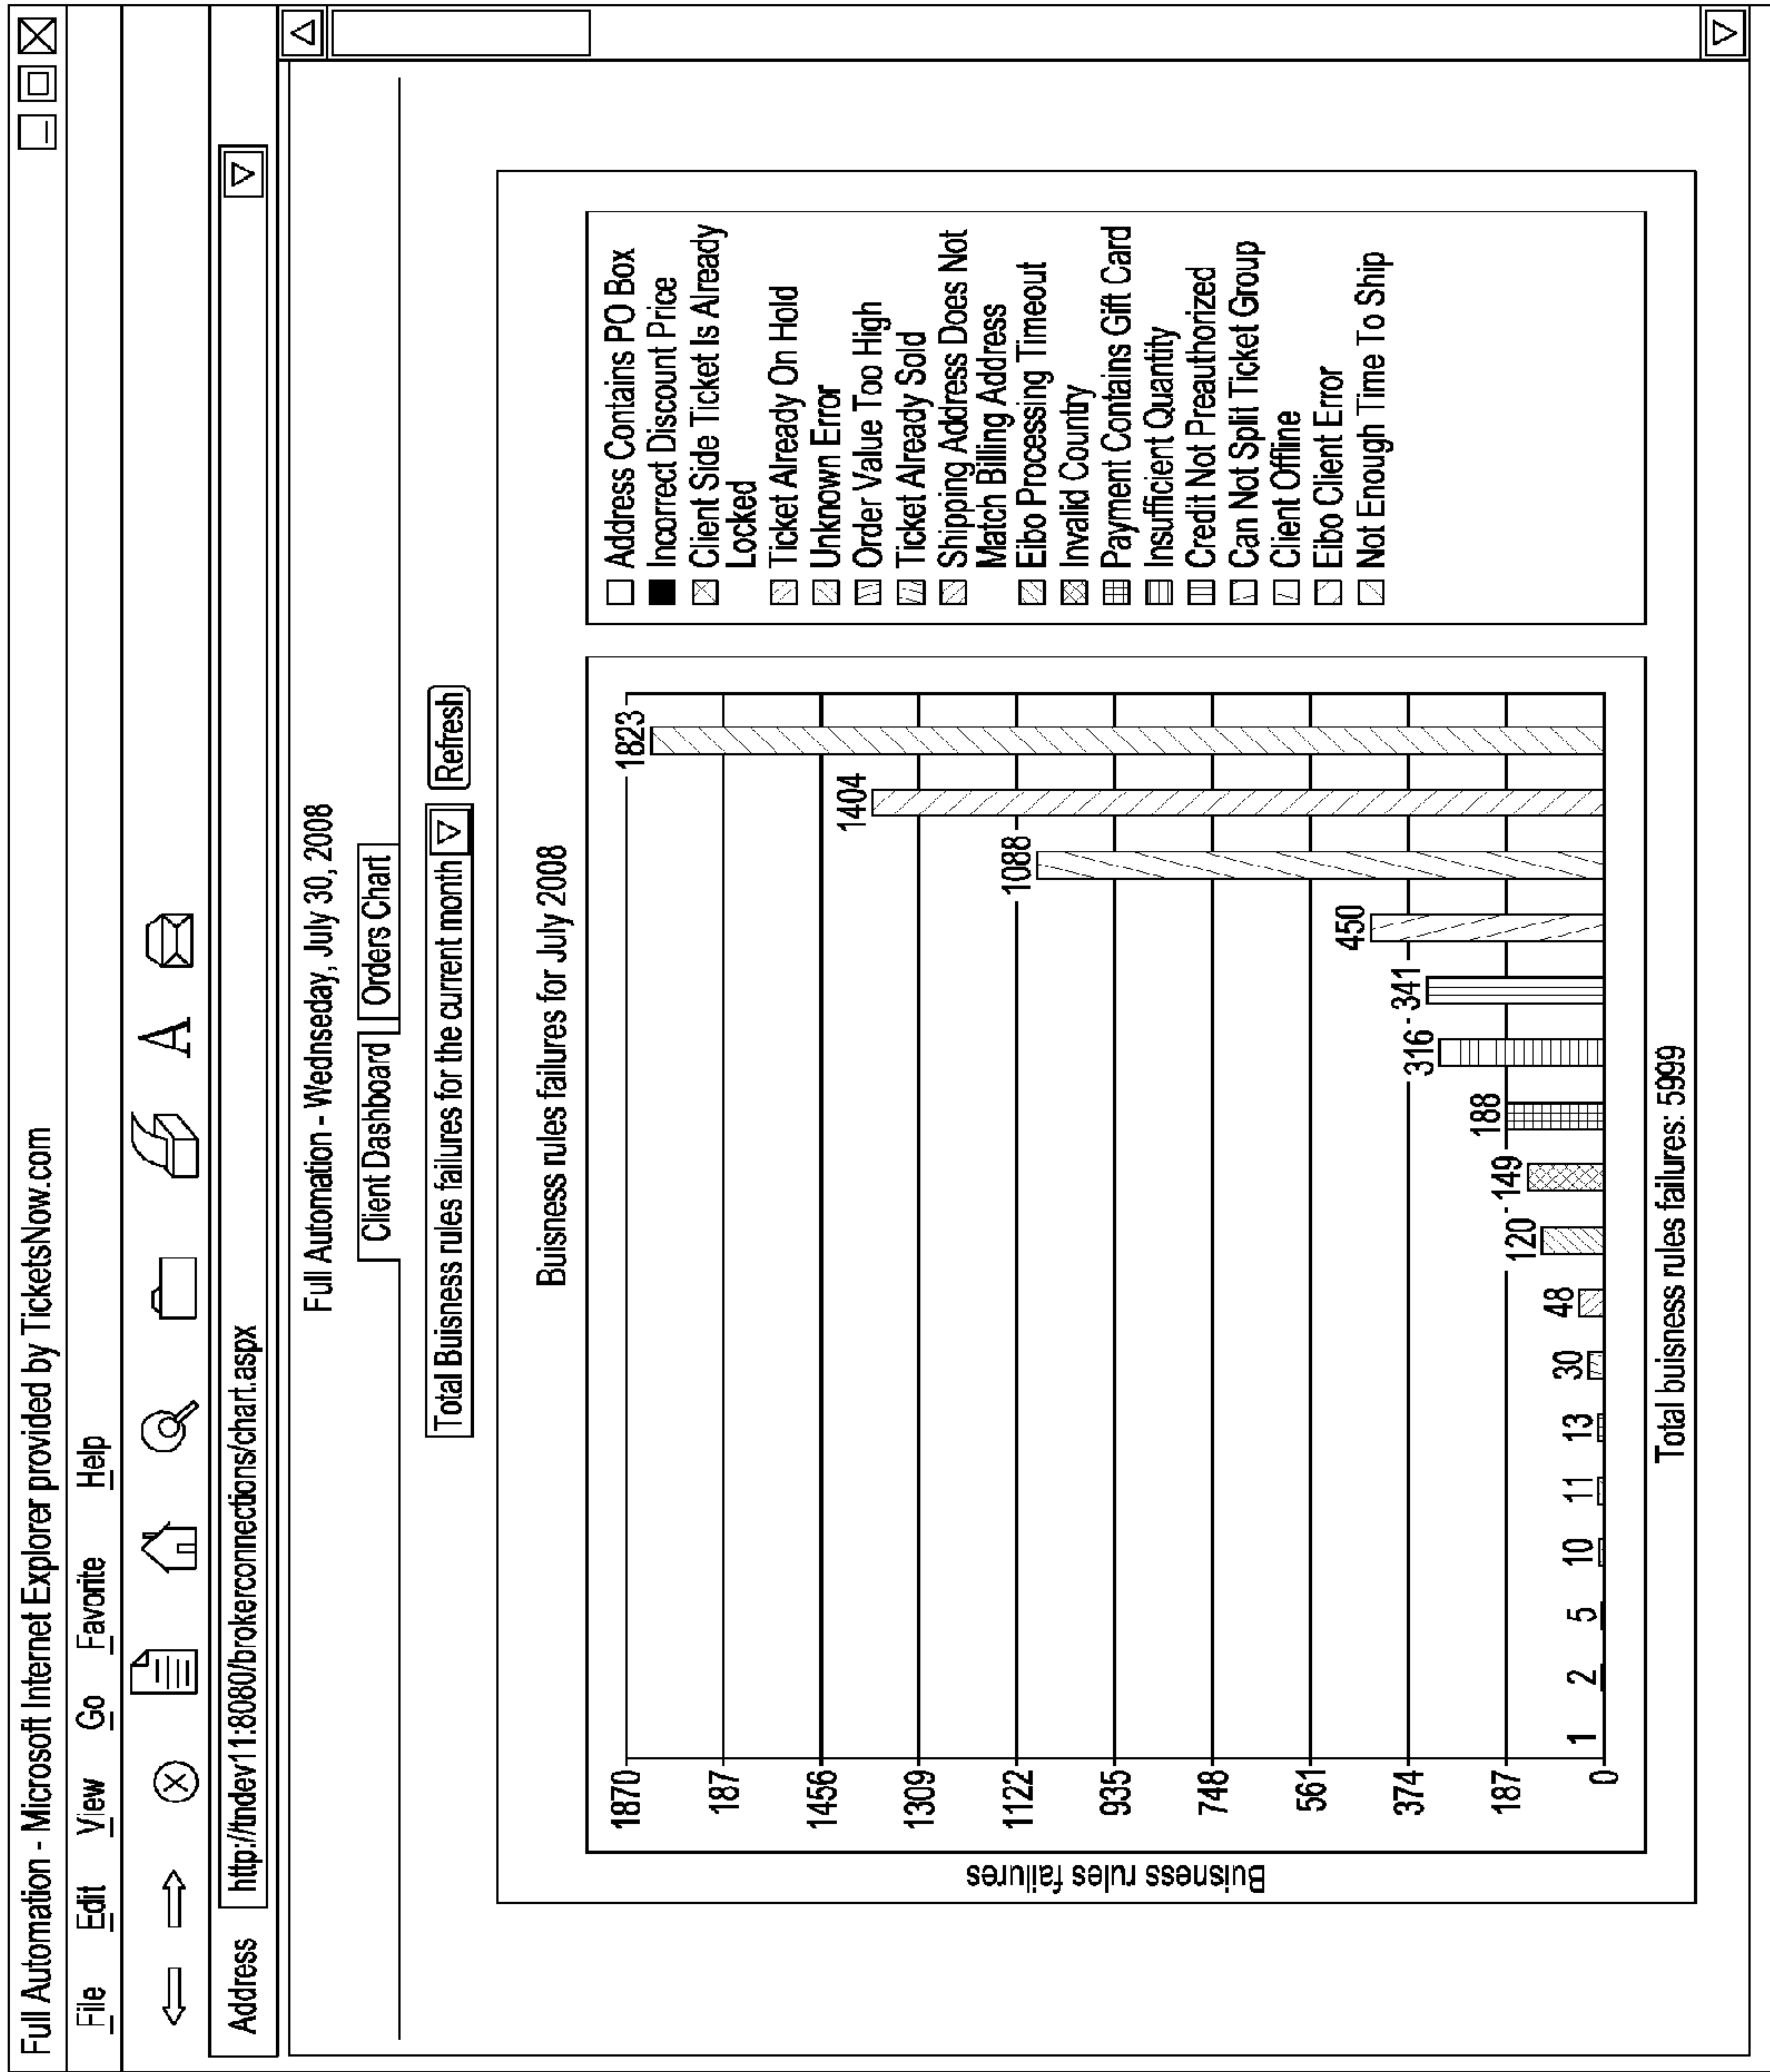 Full Automation - Microsoft Internet Explorer provided by TicketsNow.com
File Edit View Go Favorite Help
A
Address http://tndev11:8080/brokerconnections/chart.aspx
Full Automation - Wednseday, July 30, 2008
Client Dashboard Orders Chart
Total Buisness rules failures for the current month Refresh
Buisness rules failures for July 2008
Buisness rules failures
1870
187
1456
1309
1122
935
748
561
374
187
0
1
2
5
10
11
13
30
48
120
149
188
316
341
450
1088
1404
1823
Total buisness rules failures: 5999
Address Contains PO Box
Incorrect Discount Price
Client Side Ticket Is Already
Locked
Ticket Already On Hold
Unknown Error
Order Value Too High
Ticket Already Sold
Shipping Address Does Not
Match Billing Address
Eibo Processing Timeout
Invalid Country
Payment Contains Gift Card
Insufficient Quantity
Credit Not Preauthorized
Can Not Split Ticket Group
Client Offline
Eibo Client Error
Not Enough Time To Ship